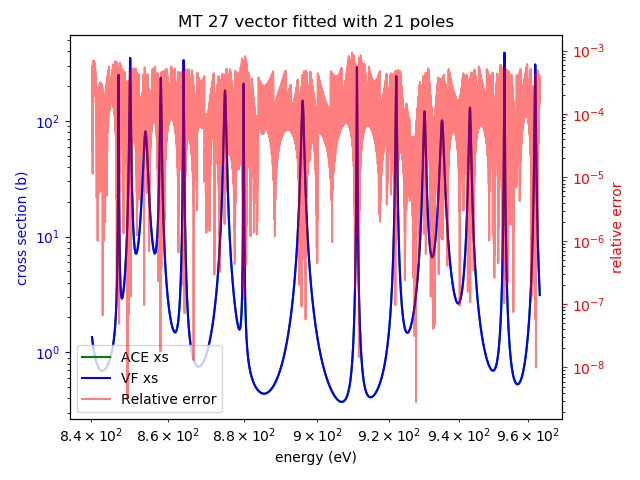 MT 27 vector fitted with 21 poles
cross section (b)
10²
10¹
10⁰
10⁻³
10⁻⁴
10⁻⁵
10⁻⁶
10⁻⁷
10⁻⁸
relative error
ACE xs
VF xs
Relative error
8.4 × 10² 8.6 × 10² 8.8 × 10² 9 × 10² 9.2 × 10² 9.4 × 10² 9.6 × 10²
energy (eV)